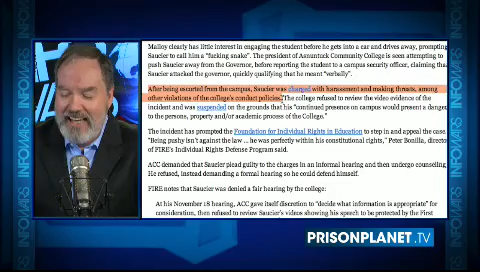 INFOWARS
Malloy clearly has little interest in engaging the student before he gets into a car and drives away, prompting
Saucier to call him a "fucking snake". The president of Asnuntuck Community College is seen attempting to
push Saucier away from the Governor, before reporting the student to a campus security officer, claiming that
Saucier attacked the governor, quickly qualifying that he meant "verbally".
After being escorted from the campus, Saucier was charged with harassment and making threats, among
other violations of the college's conduct policies. The college refused to review the video evidence of the
incident and was suspended on the grounds that his "continued presence on campus would present a danger
to the persons, property and/or academic process of the College."
The incident has prompted the Foundation for Individual Rights in Education to step in and appeal the case.
"Being pushy isn't against the law … he was perfectly within his constitutional rights," Peter Bonilla, director
of FIRE's Individual Rights Defense Program said.
ACC demanded that Saucier plead guilty to the charges in an informal hearing and then undergo counseling
He refused, instead demanding a formal hearing so he could defend himself.
FIRE notes that Saucier was denied a fair hearing by the college:
At his November 18 hearing, ACC gave itself discretion to "decide what information is appropriate" for
consideration, then refused to review Saucier's videos showing his speech to be protected by the First
PRISONPLANET.TV